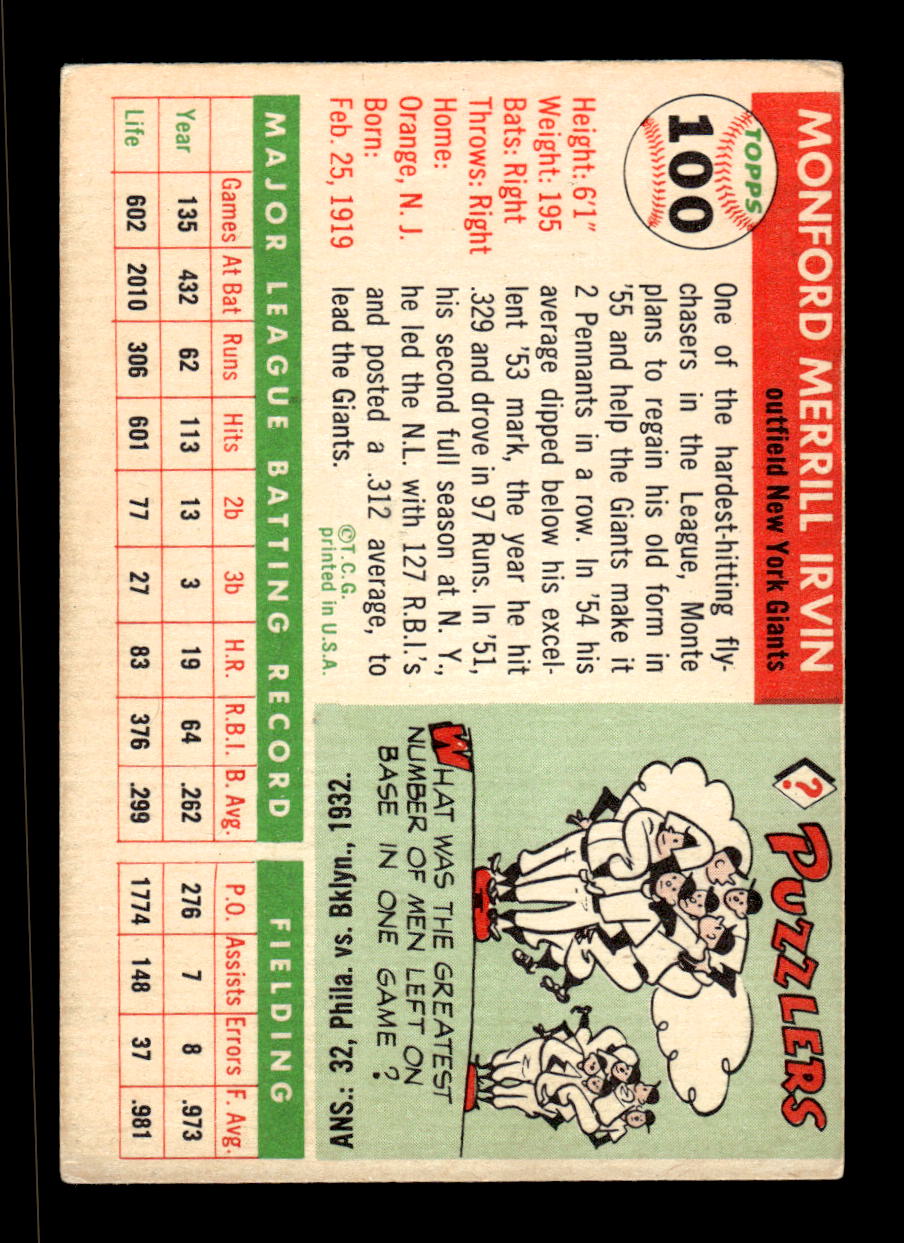 MONFORD MERRILL IRVIN
outfield New York Giants
TOPPS
100
Height: 6'1"
Weight: 195
Bats: Right
Throws: Right
Home:
Orange, N. J.
Born:
Feb. 25, 1919
One of the hardest-hitting fly-
chasers in the League, Monte
plans to regain his old form in
'55 and help the Giants make it
2 Pennants in a row. In '54 his
average dipped below his excel-
lent '53 mark, the year he hit
.329 and drove in 97 Runs. In '51,
his second full season at N. Y.,
he led the N.L. with 127 R.B.I.'s
and posted a .312 average, to
lead the Giants.
©T.C.G.
printed in U.S.A.
?
PUZZLERS
WHAT WAS THE GREATEST
NUMBER OF MEN LEFT ON
BASE IN ONE GAME?
ANS.: 32, Phila. vs. Bklyn., 1932.
MAJOR LEAGUE BATTING RECORD FIELDING
Games At Bat Runs Hits 2b 3b H.R. R.B.I. B. Avg. P.O. Assists Errors F. Avg.
Year 135 432 62 113 13 3 19 64 .262 276 7 8 .973
Life 602 2010 306 601 77 27 83 376 .299 1774 148 37 .981